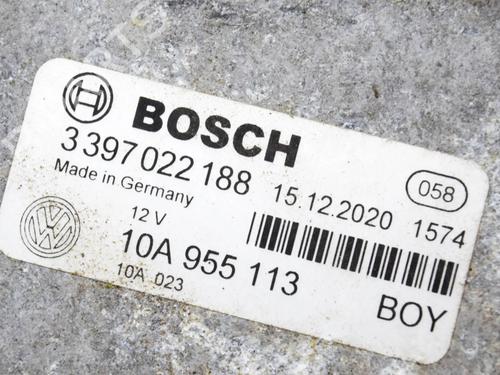 BOSCH
3 397 022 188 15.12.2020 058
Made in Germany 1574
12 V
10A 955 113
10A 023 BOY